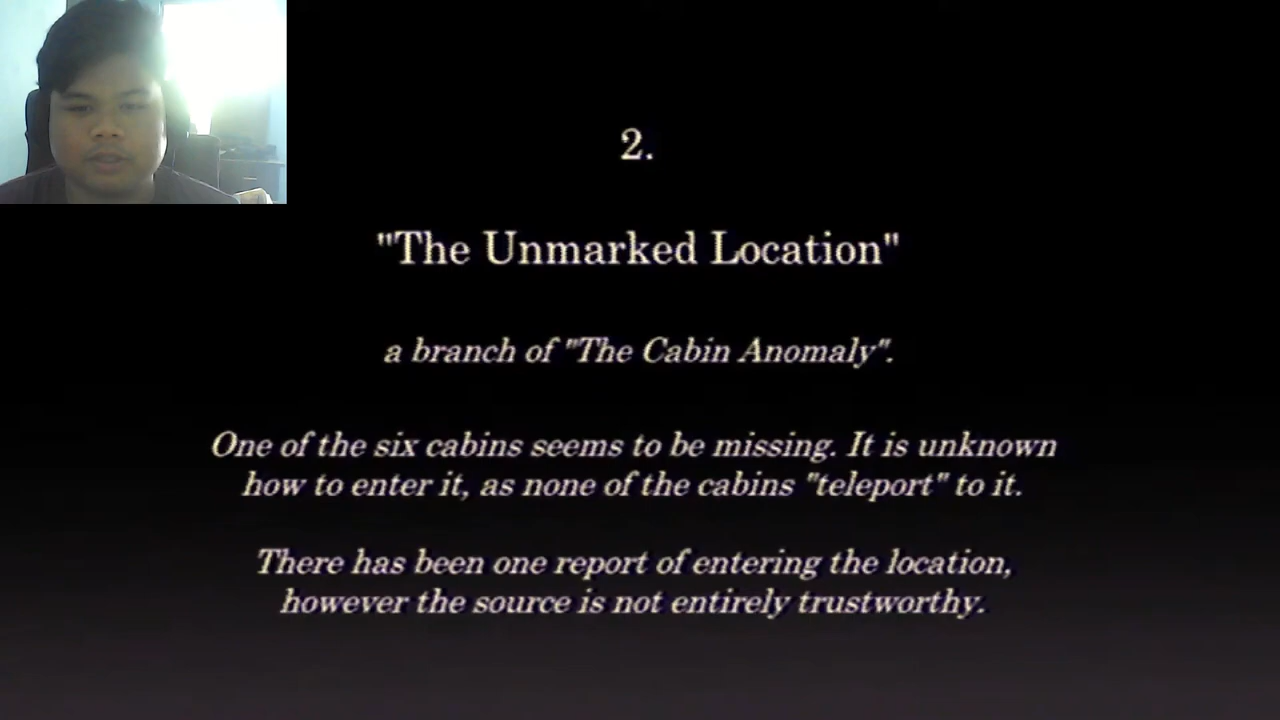 2.
"The Unmarked Location"
a branch of "The Cabin Anomaly".
One of the six cabins seems to be missing. It is unknown
how to enter it, as none of the cabins "teleport" to it.
There has been one report of entering the location,
however the source is not entirely trustworthy.